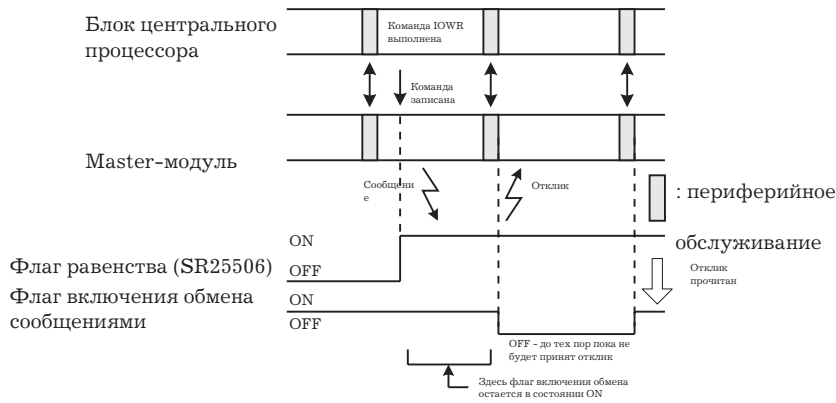 Блок центрального
процессора
Команда IOWR
выполнена
Команда
записана
Master-модуль
Сообщени
е
Отклик
: периферийное
обслуживание
ON
Флаг равенства (SR25506)
OFF
Отклик
прочитан
Флаг включения обмена
сообщениями
ON
OFF
OFF - до тех пор пока не
будет принят отклик
Здесь флаг включения обмена
остается в состоянии ON